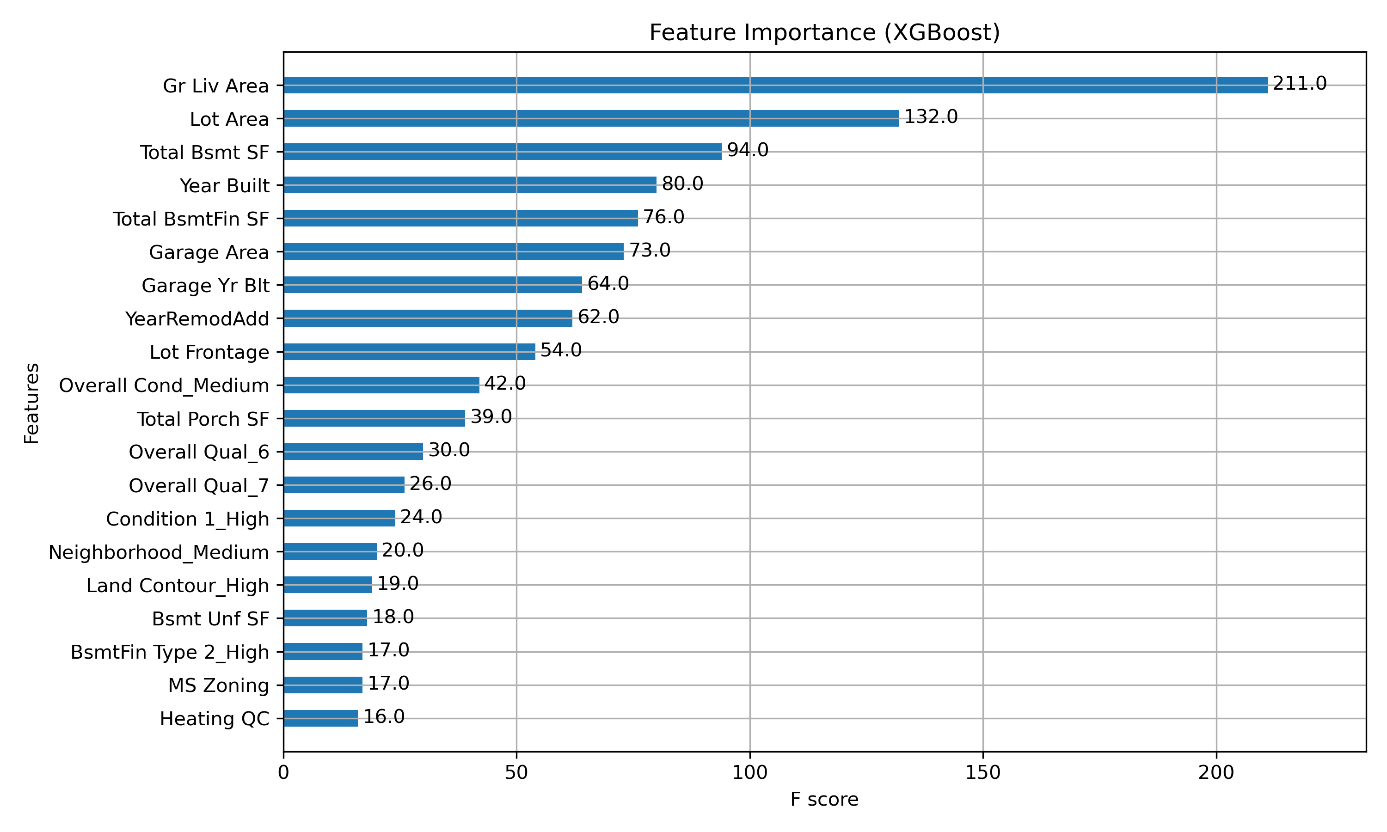 Feature Importance (XGBoost)
Gr Liv Area 211.0
Lot Area 132.0
Total Bsmt SF 94.0
Year Built 80.0
Total BsmtFin SF 76.0
Garage Area 73.0
Garage Yr Blt 64.0
YearRemodAdd 62.0
Lot Frontage 54.0
Overall Cond_Medium 42.0
Total Porch SF 39.0
Overall Qual_6 30.0
Overall Qual_7 26.0
Condition 1_High 24.0
Neighborhood_Medium 20.0
Land Contour_High 19.0
Bsmt Unf SF 18.0
BsmtFin Type 2_High 17.0
MS Zoning 17.0
Heating QC 16.0
Features
0 50 100 150 200
F score